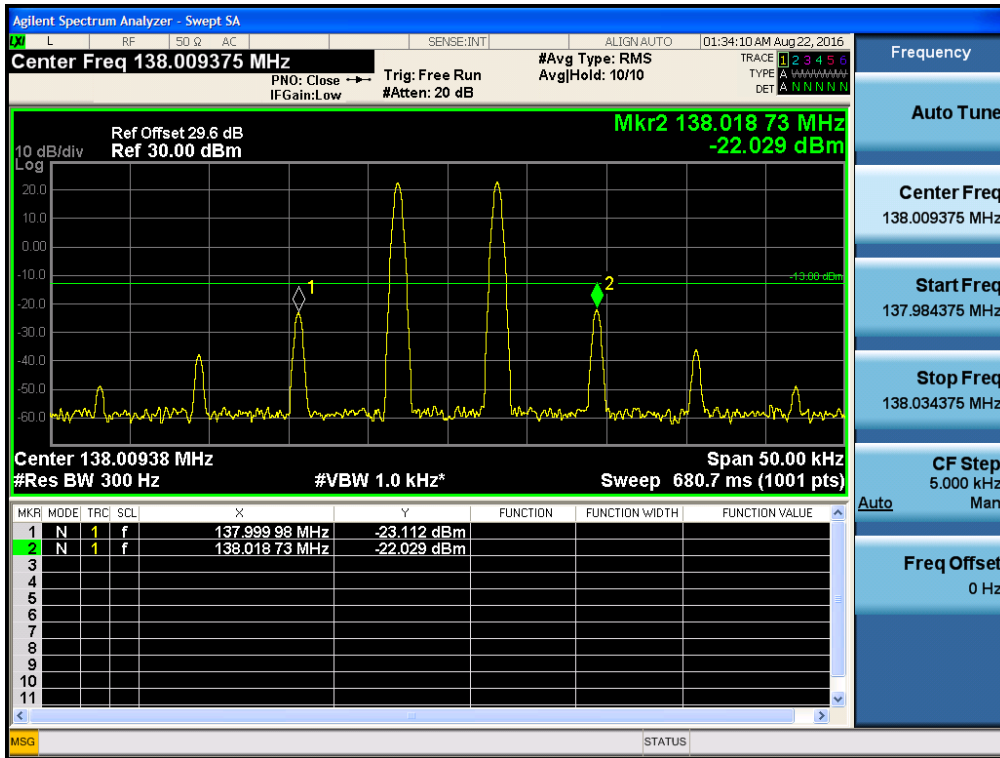 Agilent Spectrum Analyzer - Swept SA
LXI L RF 50 Ω AC SENSE:INT ALIGN AUTO 01:34:10 AM Aug 22, 2016
Center Freq 138.009375 MHz
PNO: Close
IFGain:Low
Trig: Free Run
#Atten: 20 dB
#Avg Type: RMS
Avg|Hold: 10/10
TRACE 1 2 3 4 5 6
TYPE A WWWWW
DET A N N N N N
Frequency
Auto Tune
Center Freq
138.009375 MHz
Start Freq
137.984375 MHz
Stop Freq
138.034375 MHz
CF Step
5.000 kHz
Auto Man
Freq Offset
0 Hz
Mkr2 138.018 73 MHz
-22.029 dBm
Ref Offset 29.6 dB
10 dB/div Ref 30.00 dBm
Log
20.0
10.0
0.00
-10.0
-20.0
-30.0
-40.0
-50.0
-60.0
1
2
-13.00 dBm
Center 138.00938 MHz Span 50.00 kHz
#Res BW 300 Hz #VBW 1.0 kHz* Sweep 680.7 ms (1001 pts)
MKR MODE TRC SCL X Y FUNCTION FUNCTION WIDTH FUNCTION VALUE
1 N 1 f 137.999 98 MHz -23.112 dBm
2 N 1 f 138.018 73 MHz -22.029 dBm
3
4
5
6
7
8
9
10
11
MSG STATUS